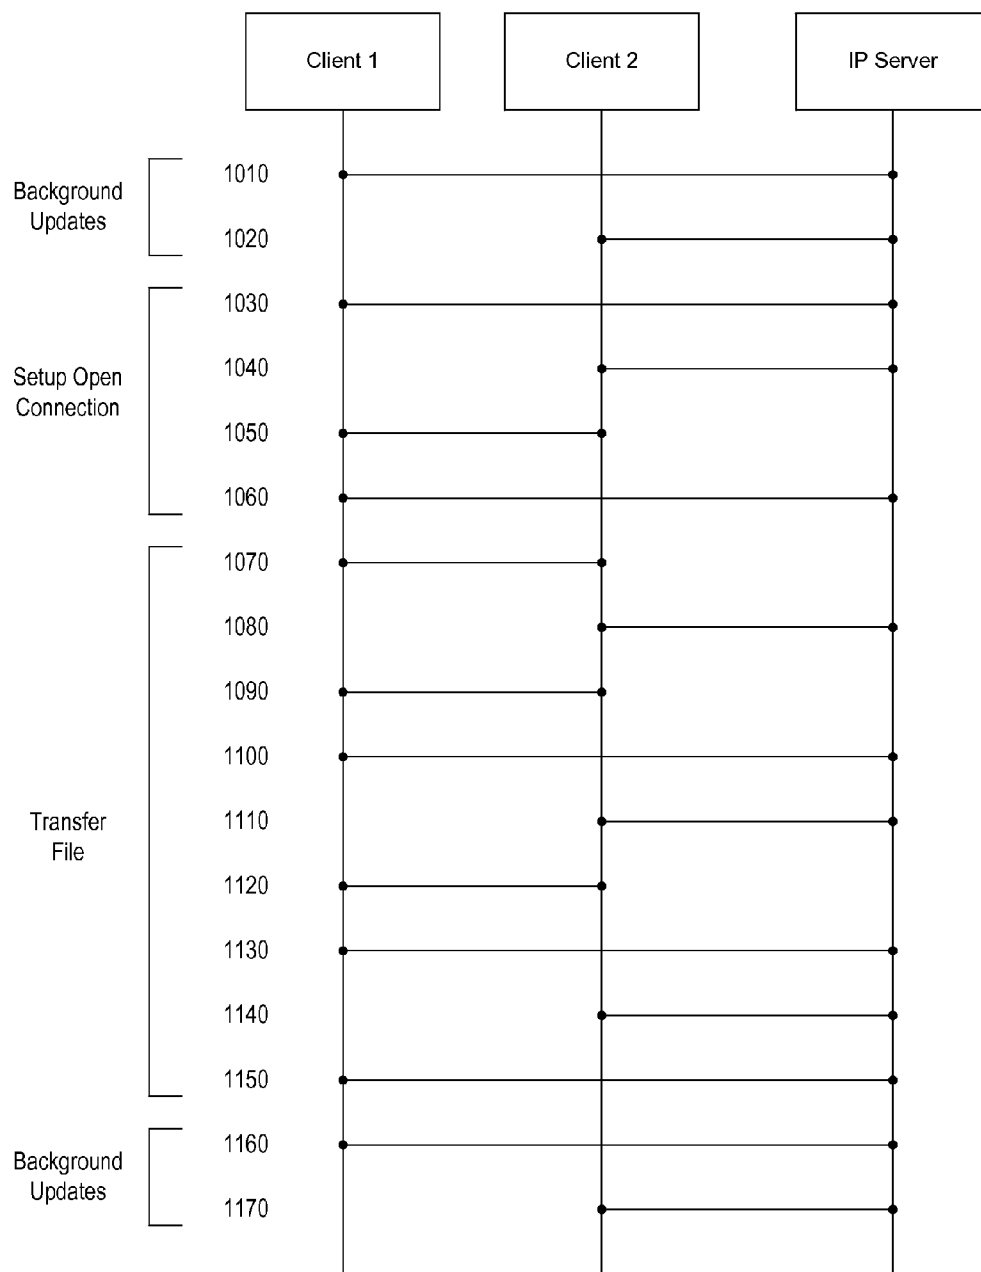 Client 1
Client 2
IP Server
Background
Updates
1010
1020
Setup Open
Connection
1030
1040
1050
1060
Transfer
File
1070
1080
1090
1100
1110
1120
1130
1140
1150
Background
Updates
1160
1170